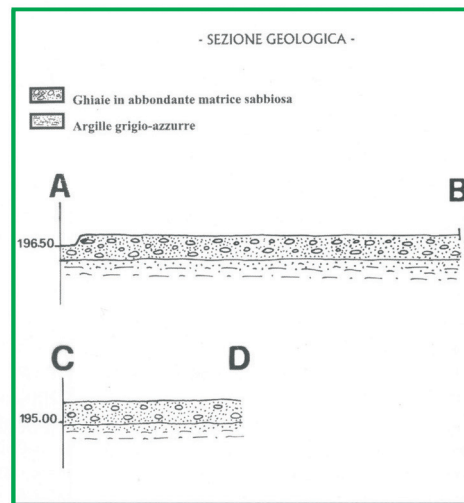 - SEZIONE GEOLOGICA -
Ghiaie in abbondante matrice sabbiosa
Argille grigio-azzurre
A B
196.50
C D
195.00